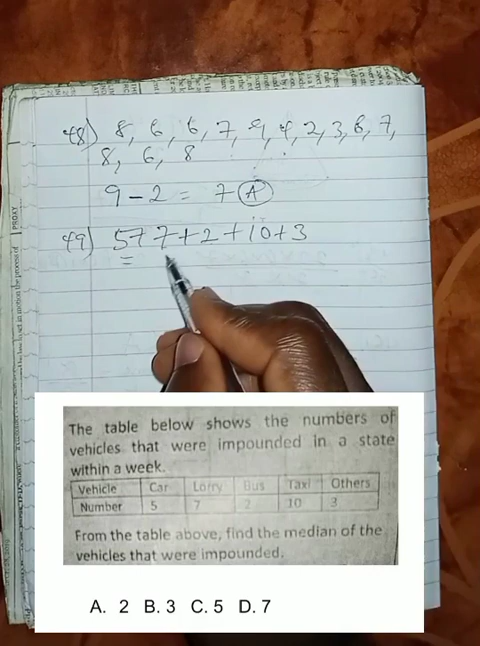 48) 8, 6, 6, 7, 9, 4, 2, 3, 6, 7,
8, 6, 8
9 - 2 = 7 (A)
49) 5+7+2+10+3
=
PROXY
The table below shows the numbers of
vehicles that were impounded in a state
within a week.
Vehicle Car Lorry Bus Taxi Others
Number 5 7 2 10 3
From the table above, find the median of the
vehicles that were impounded.
A. 2 B. 3 C. 5 D. 7